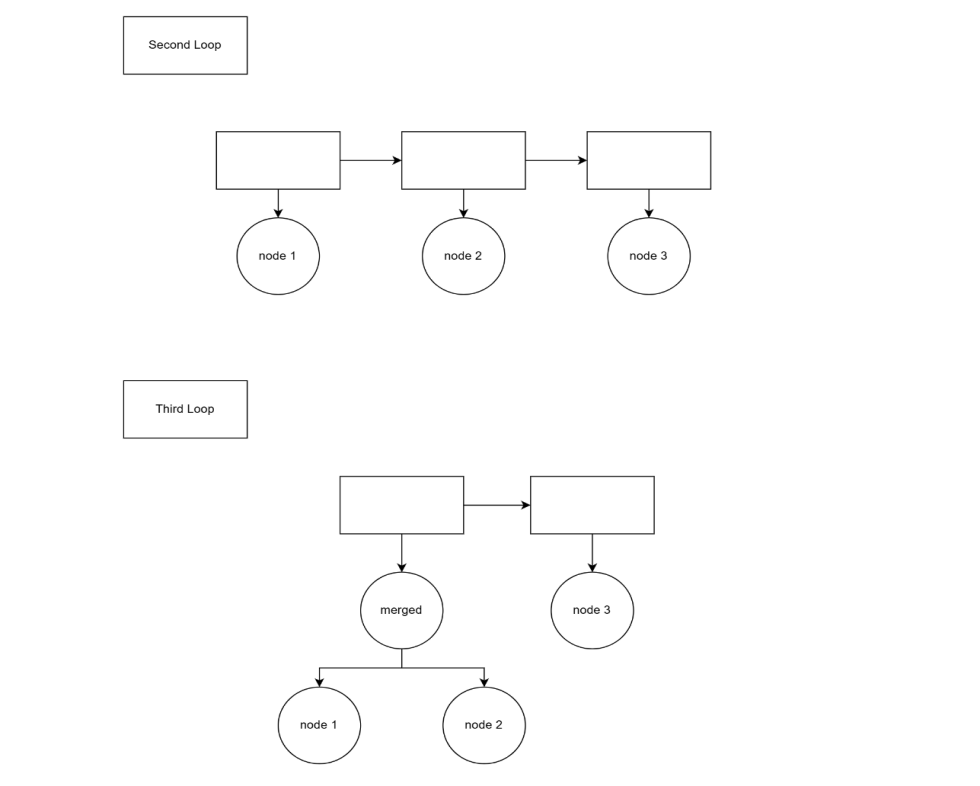 Second Loop
node 1
node 2
node 3
Third Loop
merged
node 3
node 1
node 2